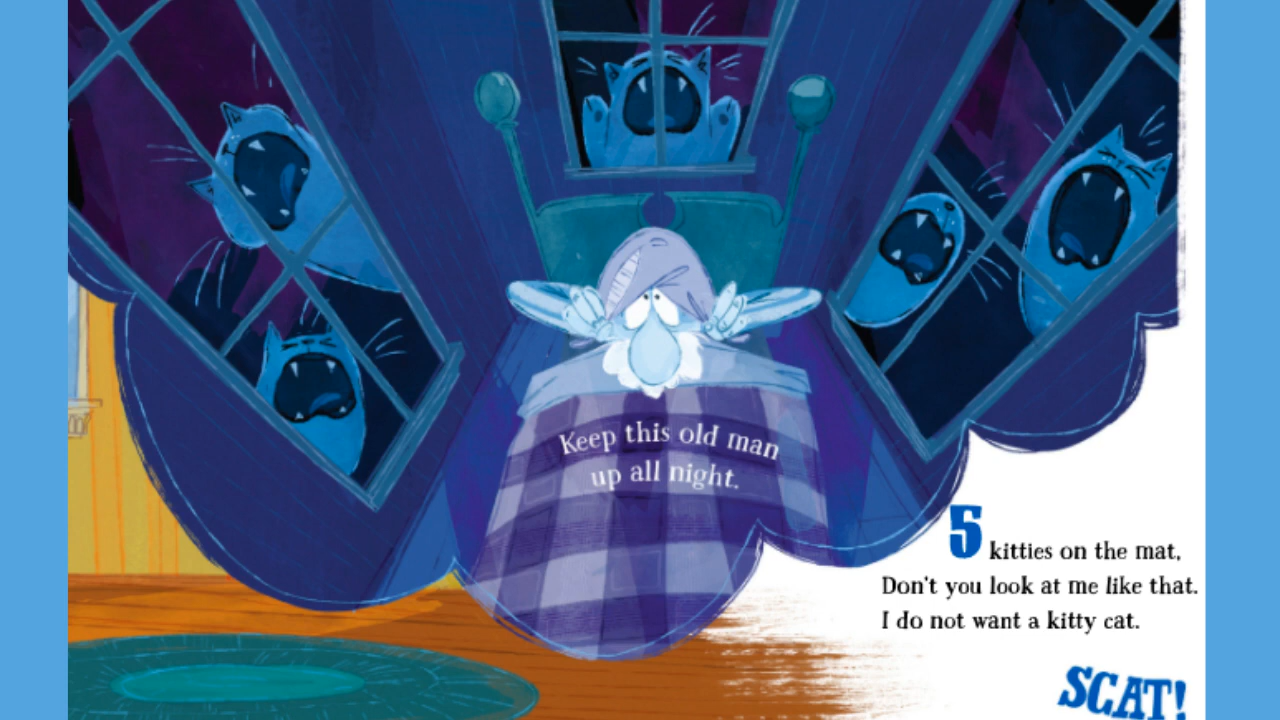 Keep this old man
up all night.
5 kitties on the mat,
Don't you look at me like that.
I do not want a kitty cat.
SCAT!